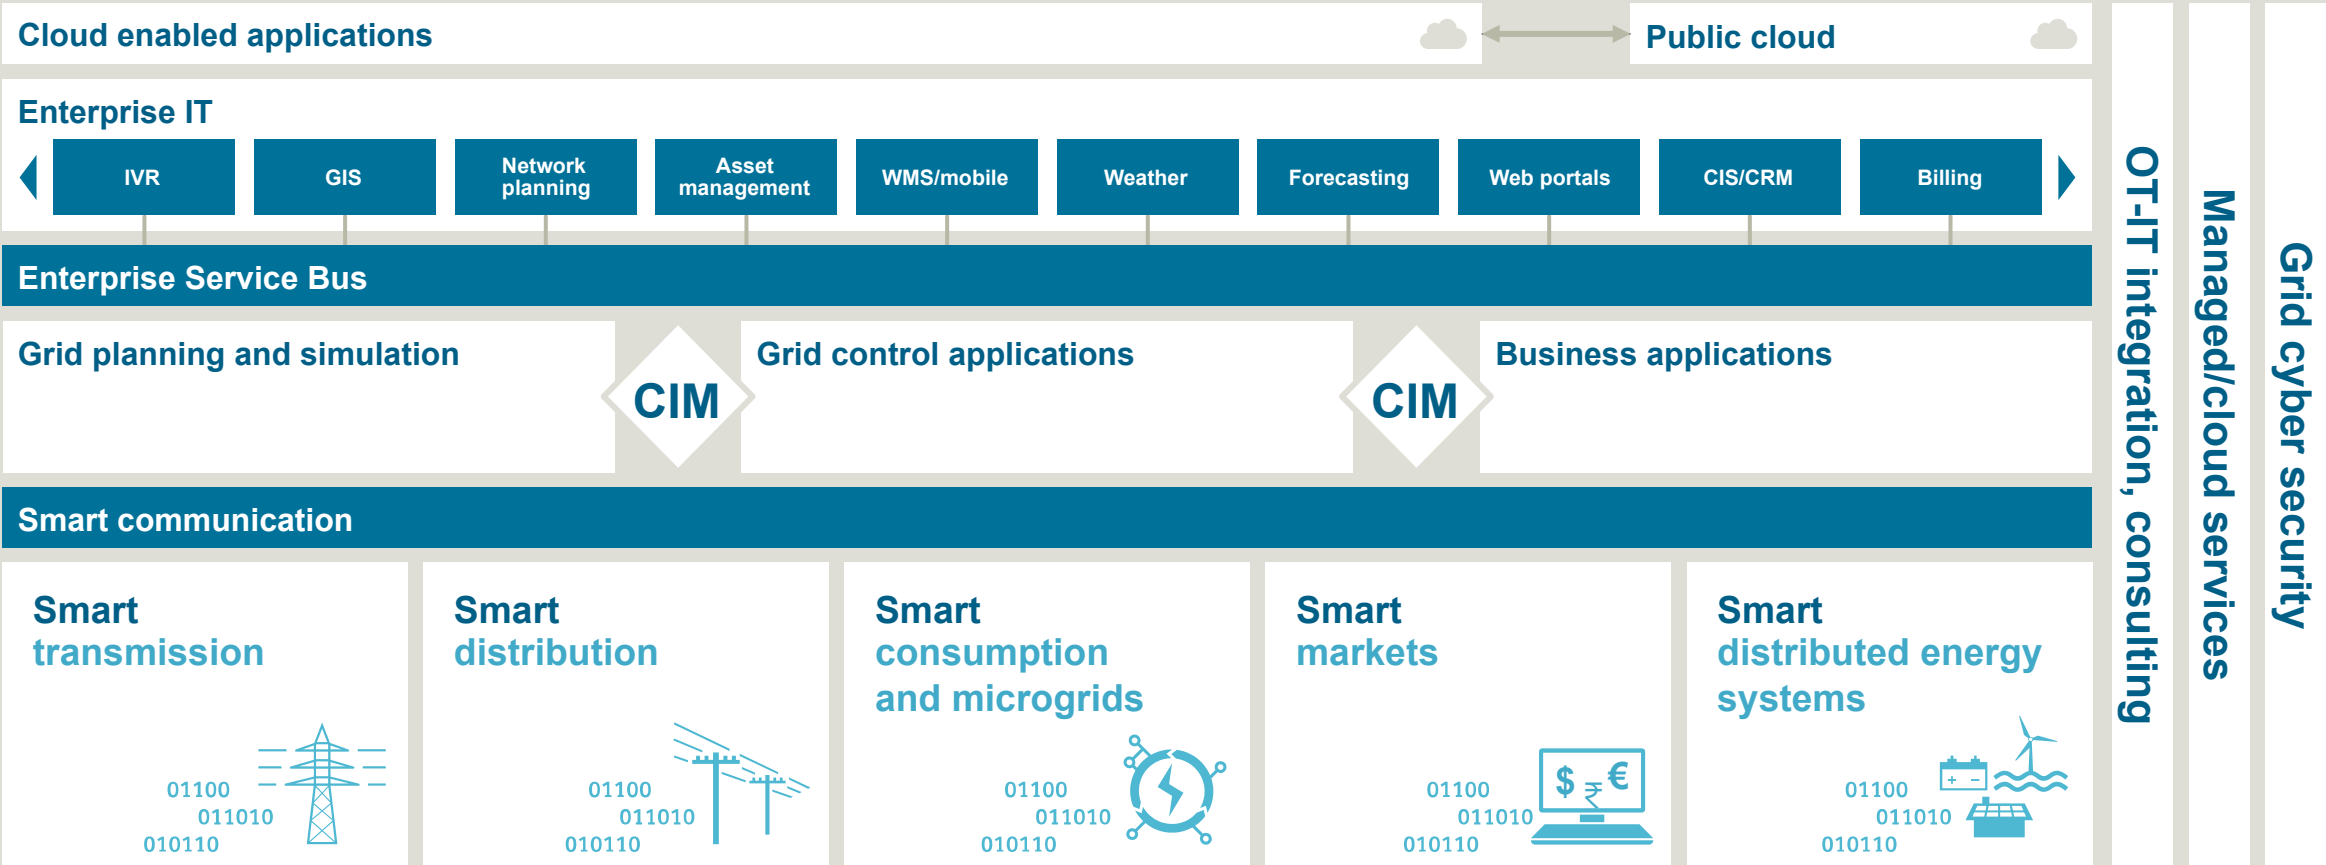 Cloud enabled applications
Public cloud
Enterprise IT
IVR
GIS
Network
planning
Asset
management
WMS/mobile
Weather
Forecasting
Web portals
CIS/CRM
Billing
Enterprise Service Bus
Grid planning and simulation
CIM
Grid control applications
CIM
Business applications
Smart communication
Smart
transmission
01100
011010
010110
Smart
distribution
01100
011010
010110
Smart
consumption
and microgrids
01100
011010
010110
Smart
markets
01100
011010
010110
$ ₹ €
Smart
distributed energy
systems
01100
011010
010110
+ −
OT-IT integration, consulting
Managed/cloud services
Grid cyber security